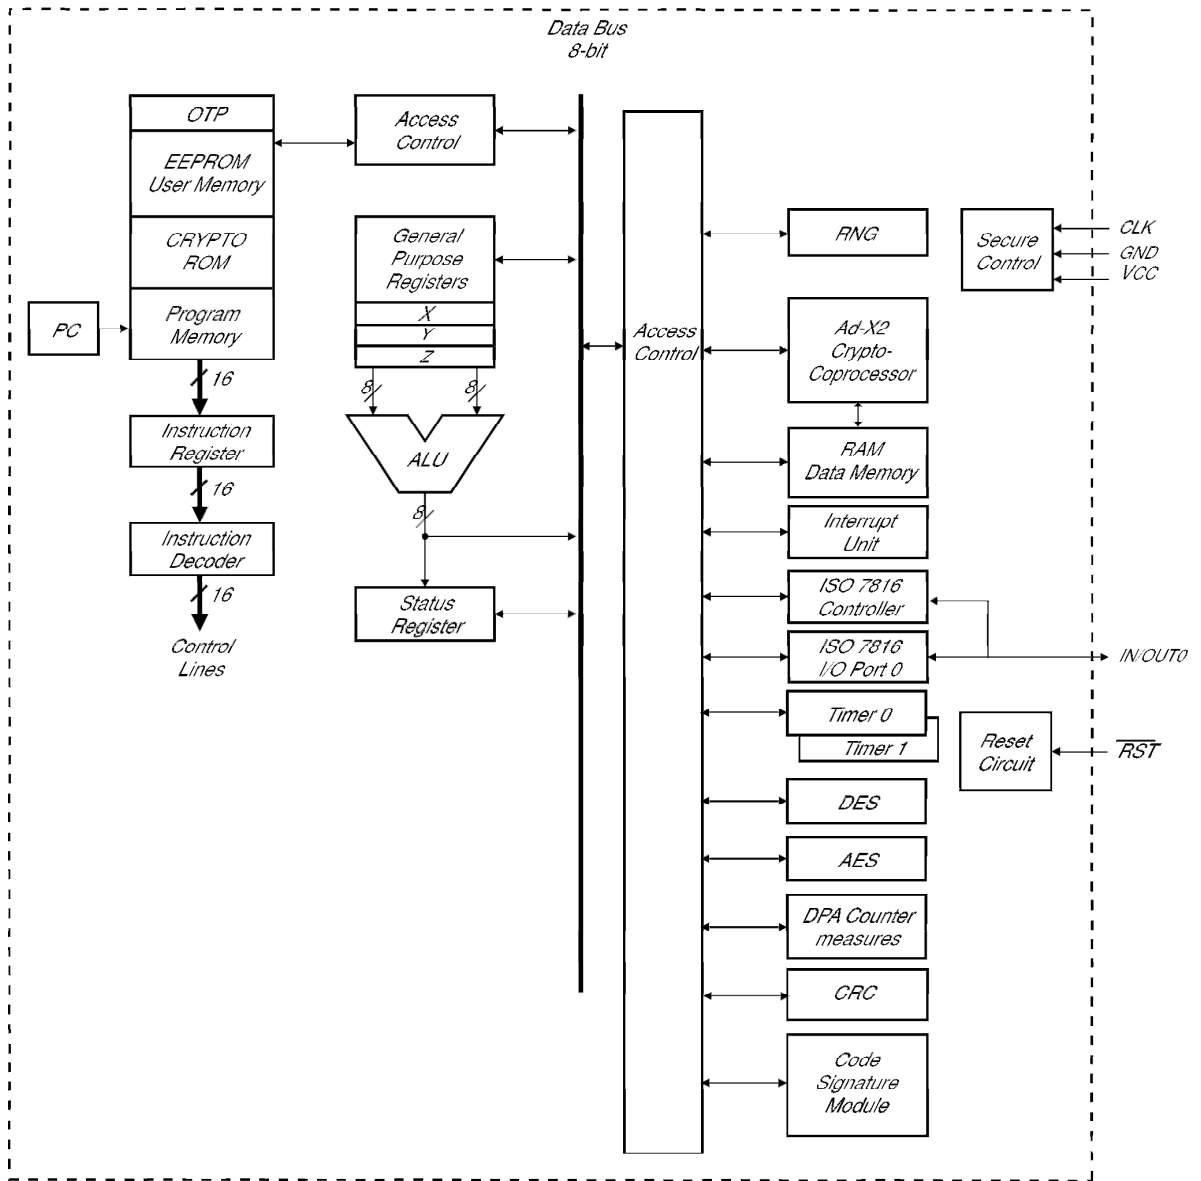 Data Bus
8-bit
OTP
EEPROM
User Memory
CRYPTO
ROM
Program
Memory
PC
16
Instruction
Register
16
Instruction
Decoder
16
Control
Lines
Access
Control
General
Purpose
Registers
X
Y
Z
8
8
ALU
8
Status
Register
Access
Control
RNG
Ad-X2
Crypto-
Coprocessor
RAM
Data Memory
Interrupt
Unit
ISO 7816
Controller
ISO 7816
I/O Port 0
Timer 0
Timer 1
DES
AES
DPA Counter
measures
CRC
Code
Signature
Module
Secure
Control
CLK
GND
VCC
IN/OUT0
Reset
Circuit
RST